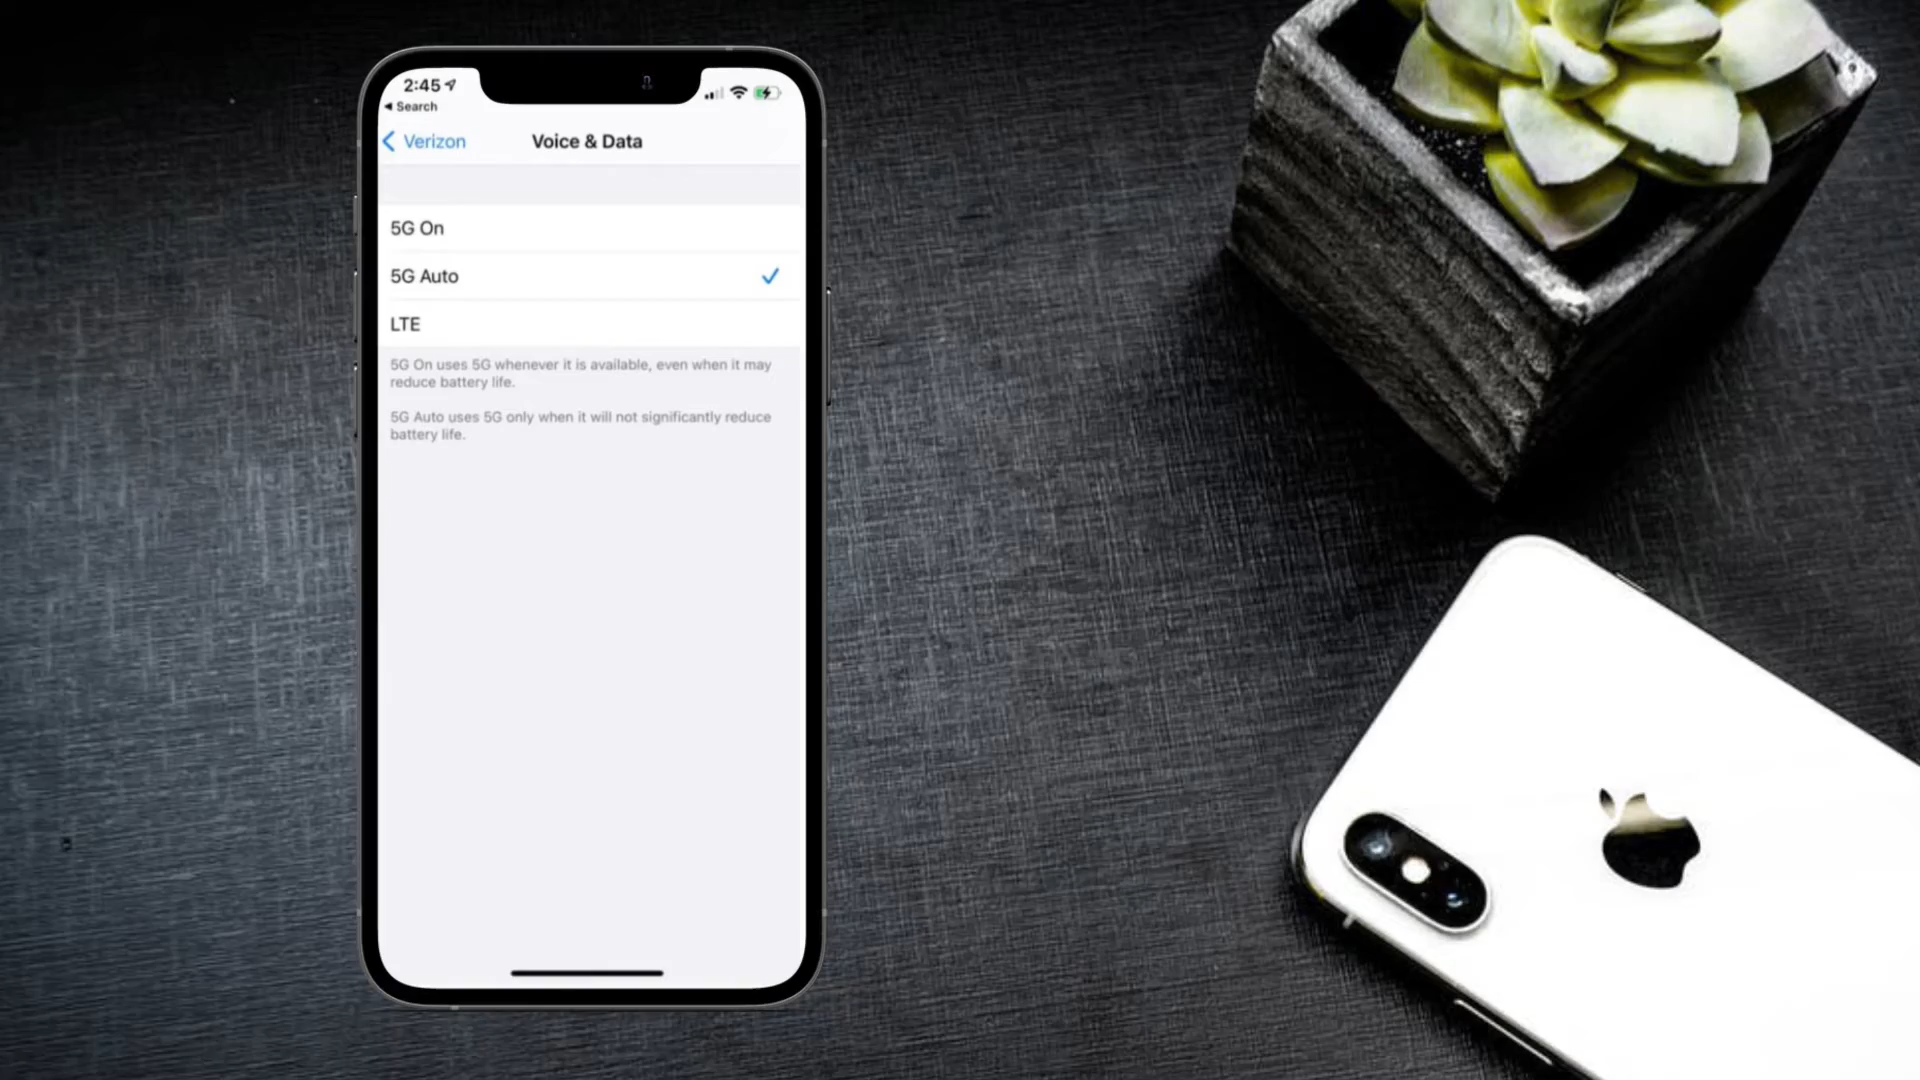 2:45
◀ Search
Verizon
Voice & Data
5G On
5G Auto
LTE
5G On uses 5G whenever it is available, even when it may
reduce battery life.
5G Auto uses 5G only when it will not significantly reduce
battery life.